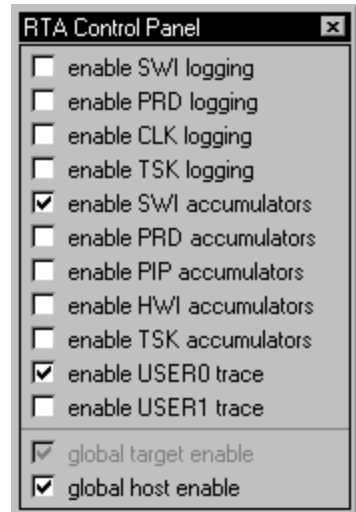 RTA Control Panel
enable SWI logging
enable PRD logging
enable CLK logging
enable TSK logging
enable SWI accumulators
enable PRD accumulators
enable PIP accumulators
enable HWI accumulators
enable TSK accumulators
enable USER0 trace
enable USER1 trace
global target enable
global host enable